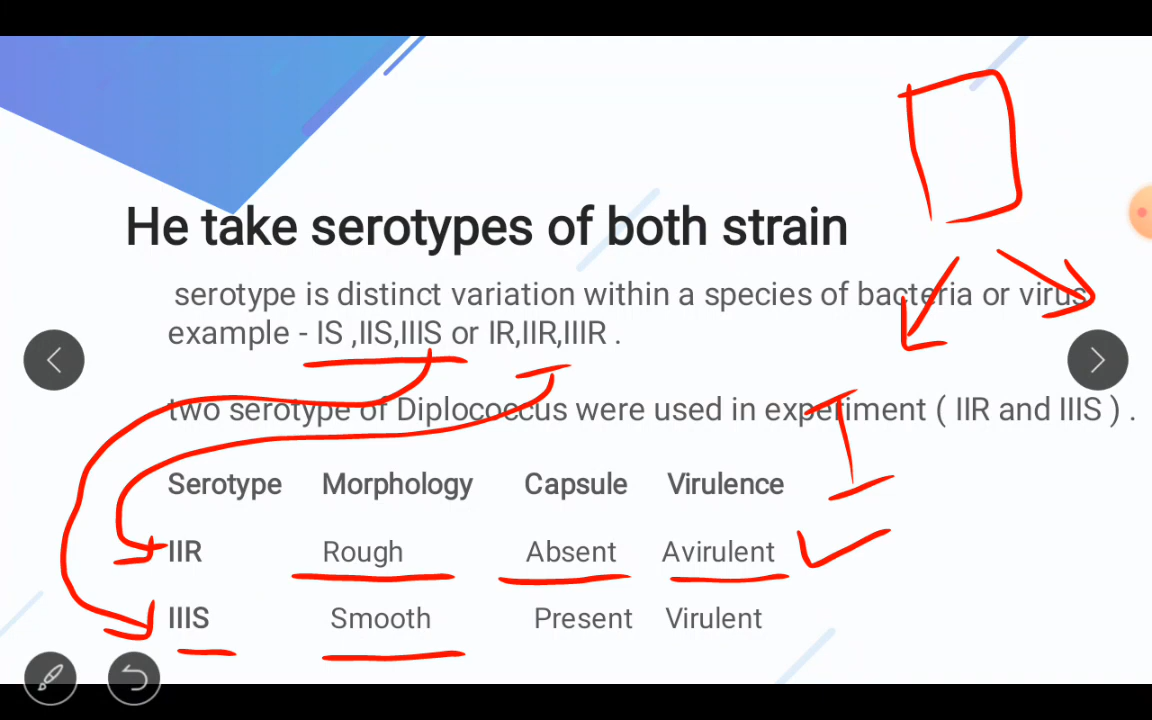 He take serotypes of both strain
serotype is distinct variation within a species of bacteria or virus
example - IS ,IIS,IIIS or IR,IIR,IIIR .
two serotype of Diplococcus were used in experiment ( IIR and IIIS ) .
Serotype Morphology Capsule Virulence
IIR Rough Absent Avirulent
IIIS Smooth Present Virulent